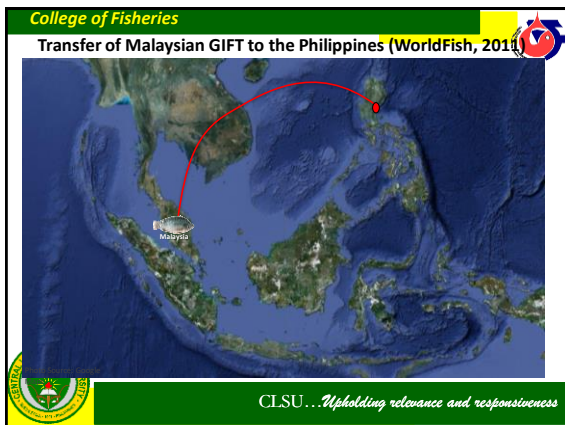 College of Fisheries
Transfer of Malaysian GIFT to the Philippines (WorldFish, 2011)
Malaysia
CLSU…Upholding relevance and responsiveness